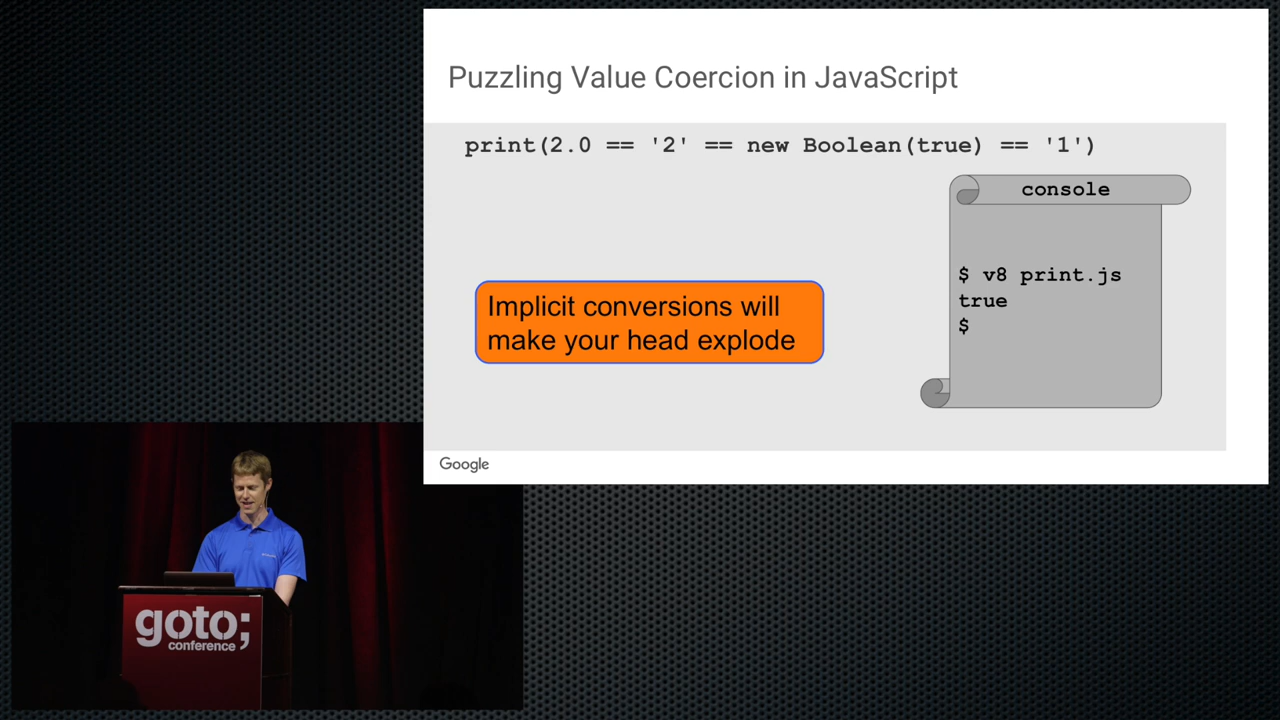 Puzzling Value Coercion in JavaScript
print(2.0 == '2' == new Boolean(true) == '1')
console
$ v8 print.js
true
$
Implicit conversions will
make your head explode
Google
goto;
conference